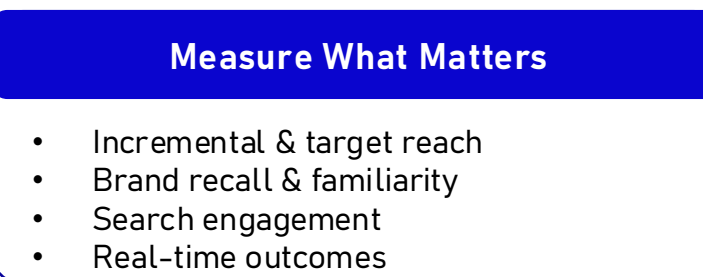 Measure What Matters
• Incremental & target reach
• Brand recall & familiarity
• Search engagement
• Real-time outcomes